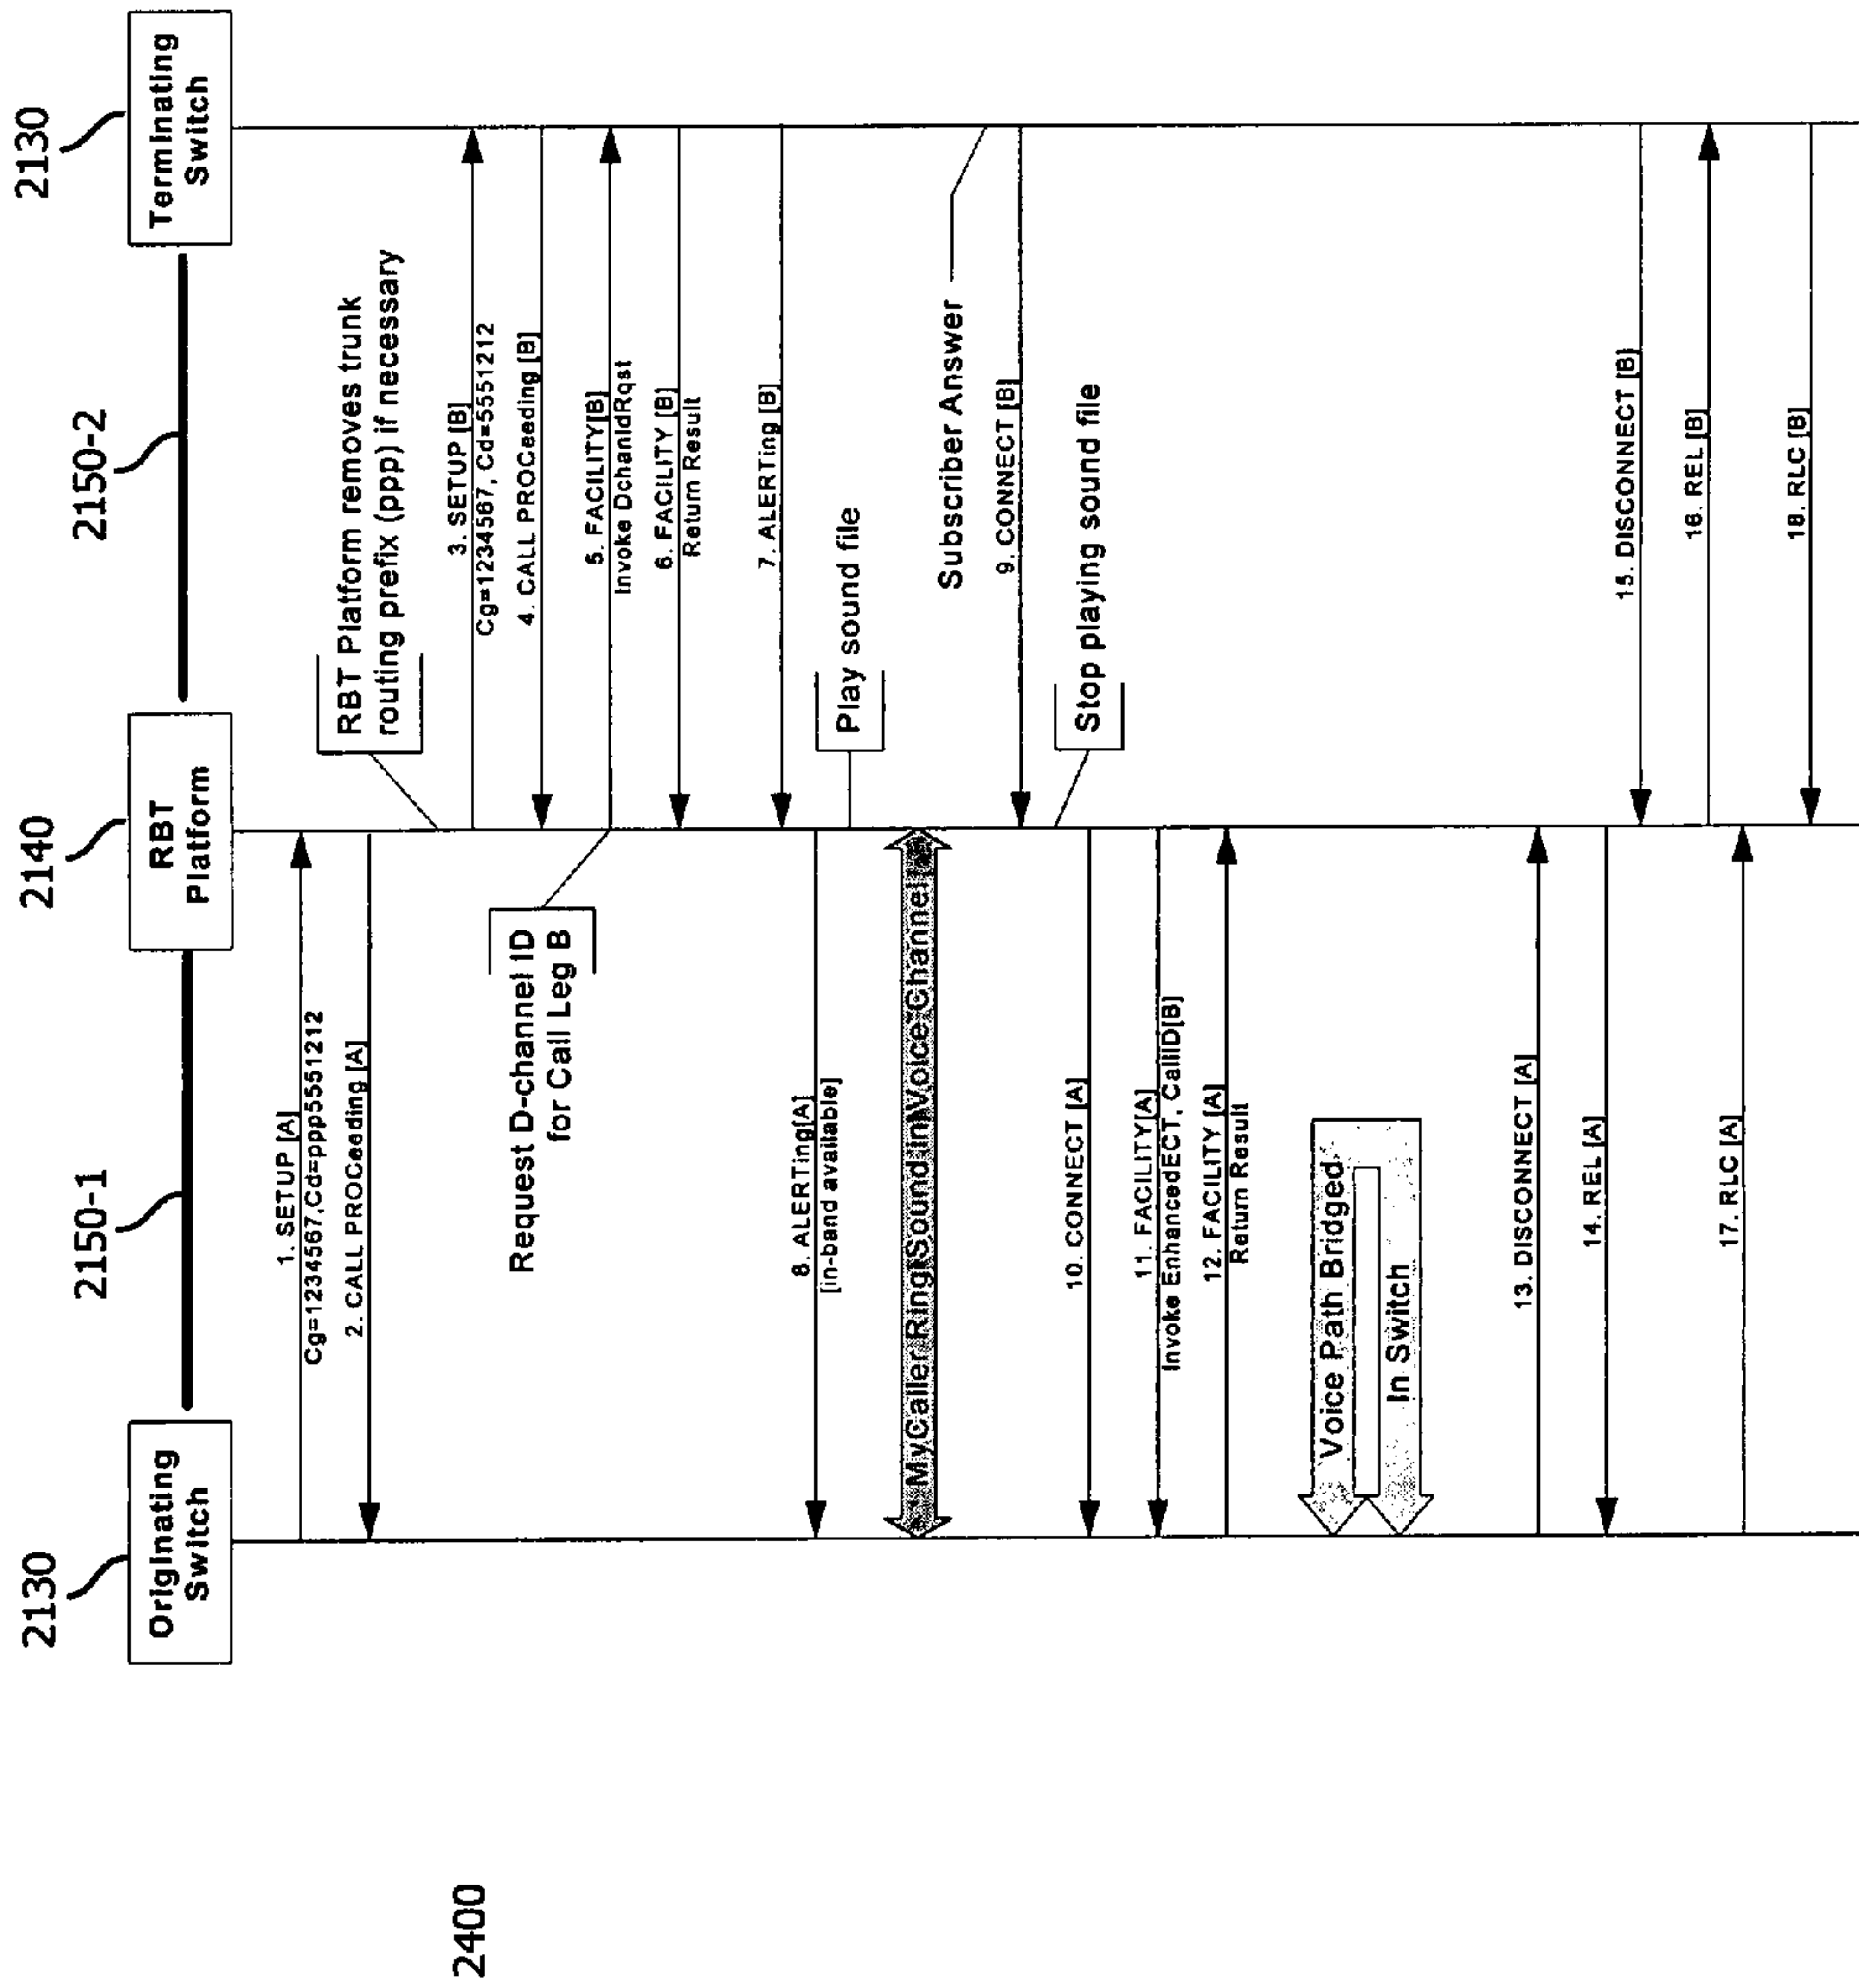 2400
2130
Originating
Switch
2150-1
2140
RBT
Platform
2150-2
2130
Terminating
Switch
1. SETUP [A]
Cg=1234567,Cd=ppp5551212
2. CALL PROCeeding [A]
RBT Platform removes trunk
routing prefix (ppp) if necessary
3. SETUP [B]
Cg=1234567, Cd=5551212
4. CALL PROCeeding [B]
Request D-channel ID
for Call Leg B
5. FACILITY[B]
Invoke DchanIdRqst
6. FACILITY [B]
Return Result
7. ALERTing [B]
8. ALERTing[A]
[in-band available]
Play sound file
MyCallerRingSound in Voice Channel
Subscriber Answer
9. CONNECT [B]
Stop playing sound file
10. CONNECT [A]
11. FACILITY[A]
Invoke EnhancedECT, CallID[B]
12. FACILITY [A]
Return Result
Voice Path Bridged
In Switch
13. DISCONNECT [A]
14. REL [A]
15. DISCONNECT [B]
16. REL [B]
17. RLC [A]
18. RLC [B]